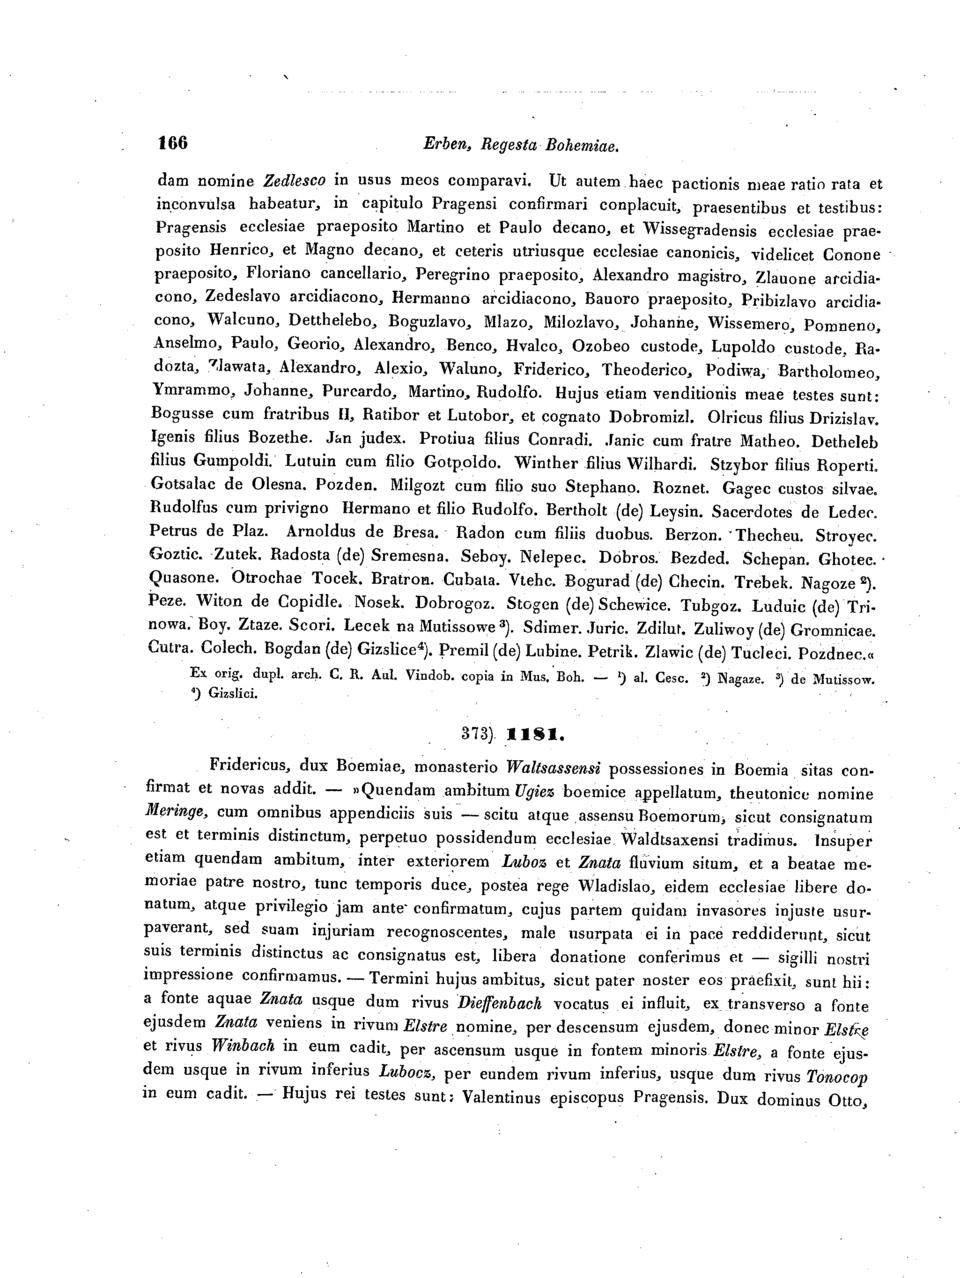 166 Erben, Regesta Bohemiae.
dam nomine Zedlesco in usus meos comparavi. Ut autem haec pactionis meae ratio rata et
inconvulsa habeatur, in capitulo Pragensi confirmari conplacuit, praesentibus et testibus:
Pragensis ecclesiae praeposito Martino et Paulo decano, et Wissegradensis ecclesiae prae-
posito Henrico, et Magno decano, et ceteris utriusque ecclesiae canonicis, videlicet Conone
praeposito, Floriano cancellario, Peregrino praeposito, Alexandro magistro, Zlauone arcidia-
cono, Zedeslavo arcidiacono, Hermanno arcidiacono, Bauoro praeposito, Pribizlavo arcidia-
cono, Walcuno, Detthelebo, Boguzlavo, Mlazo, Milozlavo, Johanne, Wissemero, Pomneno,
Anselmo, Paulo, Georio, Alexandro, Benco, Hvalco, Ozobeo custode, Lupoldo custode, Ra-
dozta, Zlawata, Alexandro, Alexio, Waluno, Friderico, Theoderico, Podiwa, Bartholomeo,
Ymrammo, Johanne, Purcardo, Martino, Rudolfo. Hujus etiam venditionis meae testes sunt:
Bogusse cum fratribus II, Ratibor et Lutobor, et cognato Dobromizl. Olricus filius Drizislav.
Igenis filius Bozethe. Jan judex. Protiua filius Conradi. Janic cum fratre Matheo. Detheleb
filius Gumpoldi. Lutuin cum filio Gotpoldo. Winther filius Wilhardi. Stzybor filius Roperti.
Gotsalac de Olesna. Pozden. Milgozt cum filio suo Stephano. Roznet. Gagec custos silvae.
Rudolfus cum privigno Hermano et filio Rudolfo. Bertholt (de) Leysin. Sacerdotes de Ledec.
Petrus de Plaz. Arnoldus de Bresa. Radon cum filiis duobus. Berzon. Thecheu. Stroyec.
Goztic. Zutek. Radosta (de) Sremesna. Seboy. Nelepec. Dobros. Bezded. Schepan. Ghotec.
Quasone. Otrochae Tocek. Bratron. Cubata. Vtehc. Bogurad (de) Checin. Trebek. Nagoze ²).
Peze. Witon de Copidle. Nosek. Dobrogoz. Stogen (de) Schewice. Tubgoz. Luduic (de) Tri-
nowa. Boy. Ztaze. Scori. Lecek na Mutissowe ³). Sdimer. Juric. Zdilut. Zuliwoy (de) Gromnicae.
Cutra. Colech. Bogdan (de) Gizslice⁴). Premil (de) Lubine. Petrik. Zlawic (de) Tucleci. Pozdnec.«
Ex orig. dupl. arch. C. R. Aul. Vindob. copia in Mus. Boh. — ¹) al. Cesc. ²) Nagaze. ³) de Mutissow.
⁴) Gizslici.
373) 1181.
Fridericus, dux Boemiae, monasterio Waltsassensi possessiones in Boemia sitas con-
firmat et novas addit. — »Quendam ambitum Ugiez boemice appellatum, theutonice nomine
Meringe, cum omnibus appendiciis suis — scitu atque assensu Boemorum, sicut consignatum
est et terminis distinctum, perpetuo possidendum ecclesiae Waldtsaxensi tradimus. Insuper
etiam quendam ambitum, inter exteriorem Luboz et Znata fluvium situm, et a beatae me-
moriae patre nostro, tunc temporis duce, postea rege Wladislao, eidem ecclesiae libere do-
natum, atque privilegio jam ante confirmatum, cujus partem quidam invasores injuste usur-
paverant, sed suam injuriam recognoscentes, male usurpata ei in pace reddiderunt, sicut
suis terminis distinctus ac consignatus est, libera donatione conferimus et — sigilli nostri
impressione confirmamus. — Termini hujus ambitus, sicut pater noster eos praefixit, sunt hii:
a fonte aquae Znata usque dum rivus Dieffenbach vocatus ei influit, ex transverso a fonte
ejusdem Znata veniens in rivum Elstre nomine, per descensum ejusdem, donec minor Elstre
et rivus Winbach in eum cadit, per ascensum usque in fontem minoris Elstre, a fonte ejus-
dem usque in rivum inferius Lubocz, per eundem rivum inferius, usque dum rivus Tonocop
in eum cadit. — Hujus rei testes sunt: Valentinus episcopus Pragensis. Dux dominus Otto,